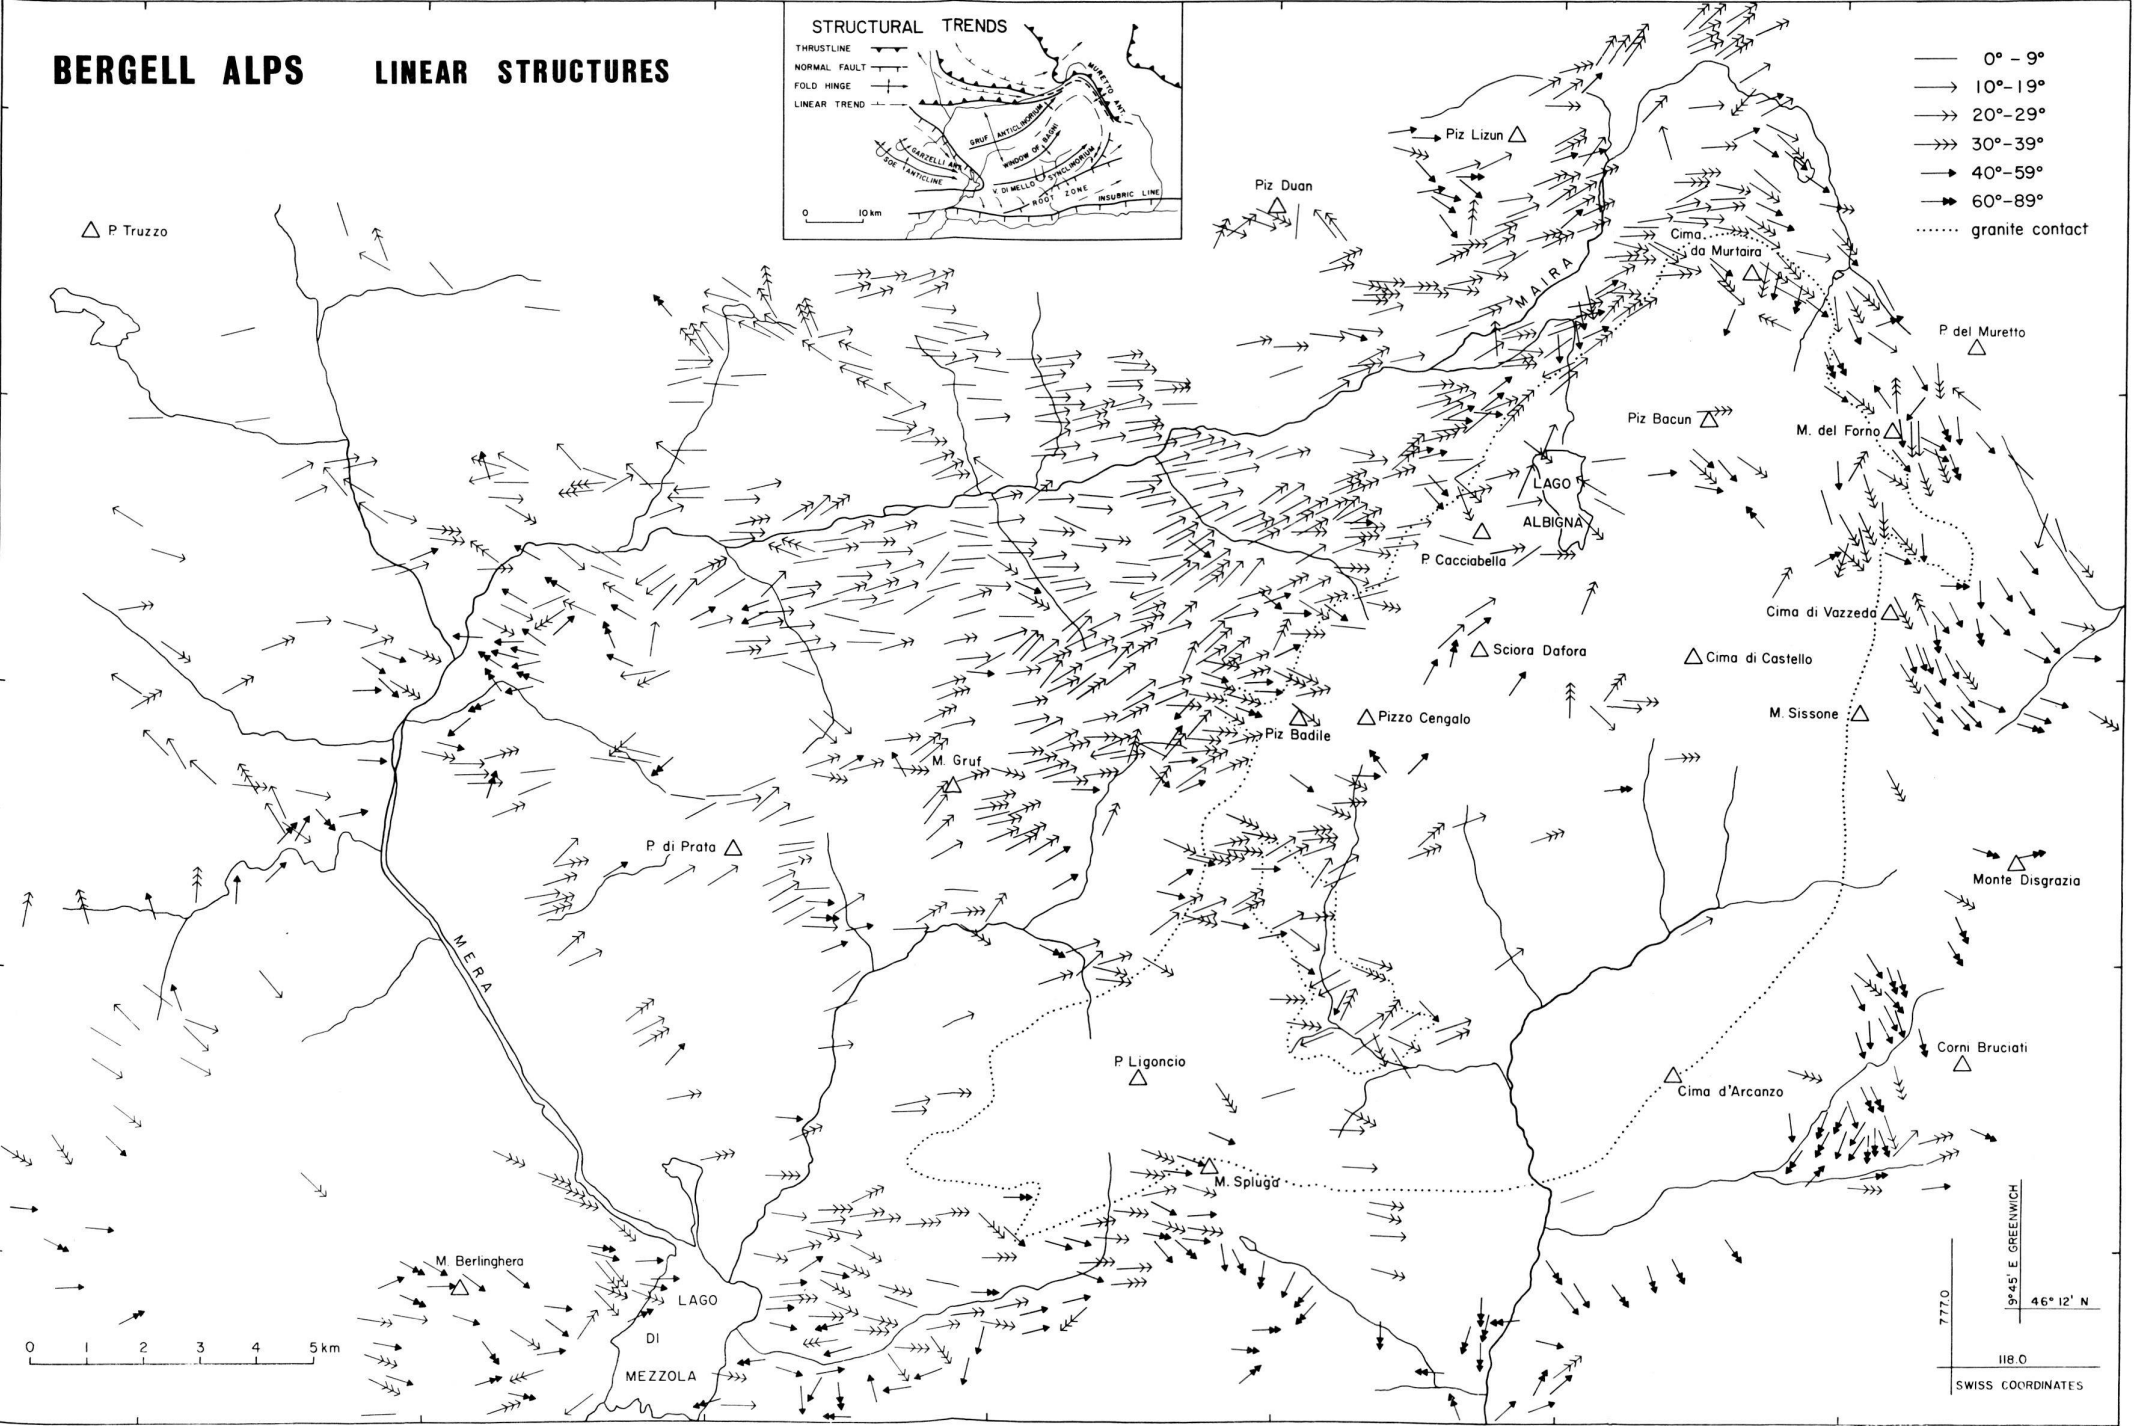 BERGELL ALPS LINEAR STRUCTURES
STRUCTURAL TRENDS
THRUSTLINE
NORMAL FAULT
FOLD HINGE
LINEAR TREND
MURETTO ANT.
GRUF ANTICLINORIUM
WINDOW OF BAGNI
GARZELLI ANT.
SOE ANTICLINE
V. DI MELLO SYNCLINORIUM
ROOT ZONE
INSUBRIC LINE
0 10 km
0° - 9°
10°-19°
20°-29°
30°-39°
40°-59°
60°-89°
granite contact
P. Truzzo
Piz Duan
Piz Lizun
Cima
da Murtaira
MAIRA
P. del Muretto
Piz Bacun
M. del Forno
LAGO
ALBIGNA
P. Cacciabella
Cima di Vazzeda
Sciora Dafora
Cima di Castello
M. Sissone
Pizzo Cengalo
Piz Badile
M. Gruf
P. di Prata
Monte Disgrazia
MERA
P. Ligoncio
Corni Bruciati
Cima d'Arcanzo
M. Spluga
M. Berlinghera
LAGO
DI
MEZZOLA
0 1 2 3 4 5 km
9°45' E GREENWICH
46° 12' N
777.0
118.0
SWISS COORDINATES